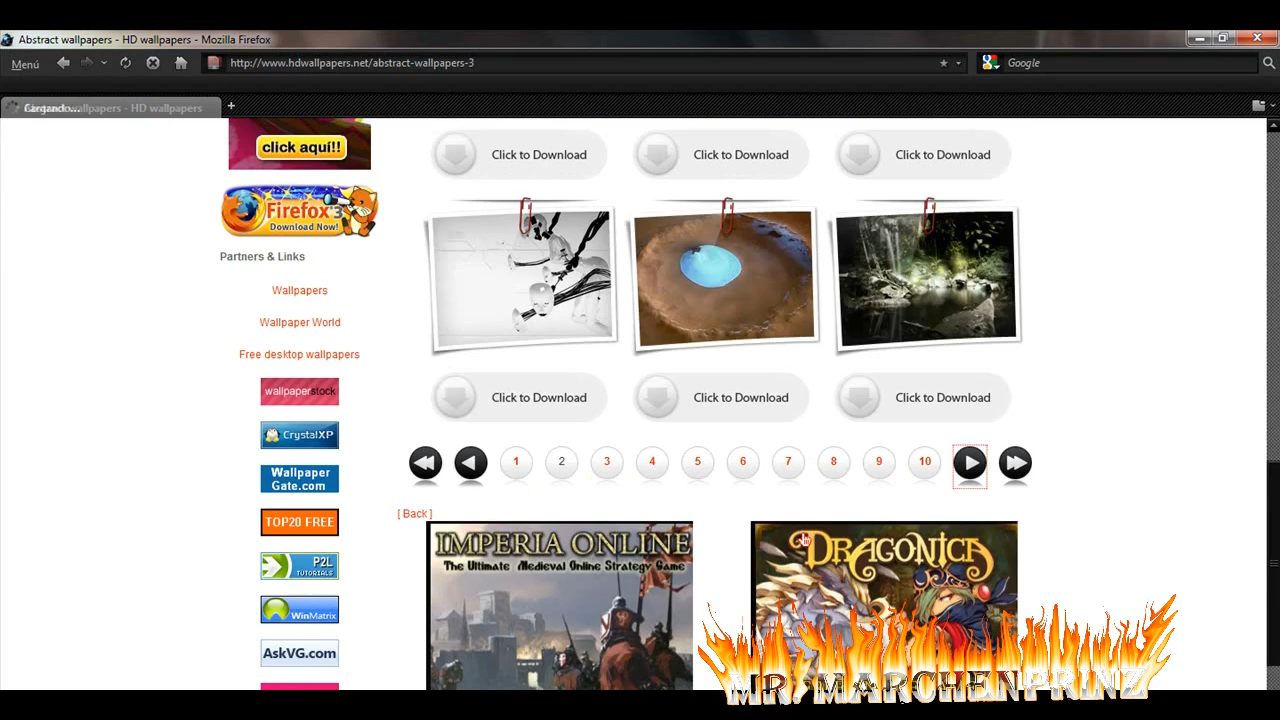 Abstract wallpapers - HD wallpapers - Mozilla Firefox
Menú
http://www.hdwallpapers.net/abstract-wallpapers-3
Google
Cargando...
wallpapers - HD wallpapers
+
click aquí!!
Click to Download
Click to Download
Click to Download
Firefox 3
Download Now!
Partners & Links
Wallpapers
Wallpaper World
Free desktop wallpapers
wallpaperstock
CrystalXP
Wallpaper
Gate.com
TOP20 FREE
P2L
TUTORIALS
WinMatrix
AskVG.com
Click to Download
Click to Download
Click to Download
1 2 3 4 5 6 7 8 9 10
[ Back ]
IMPERIA ONLINE
The Ultimate Medieval Online Strategy Game
DRAGONICA
MR.MARCHENPRINZ